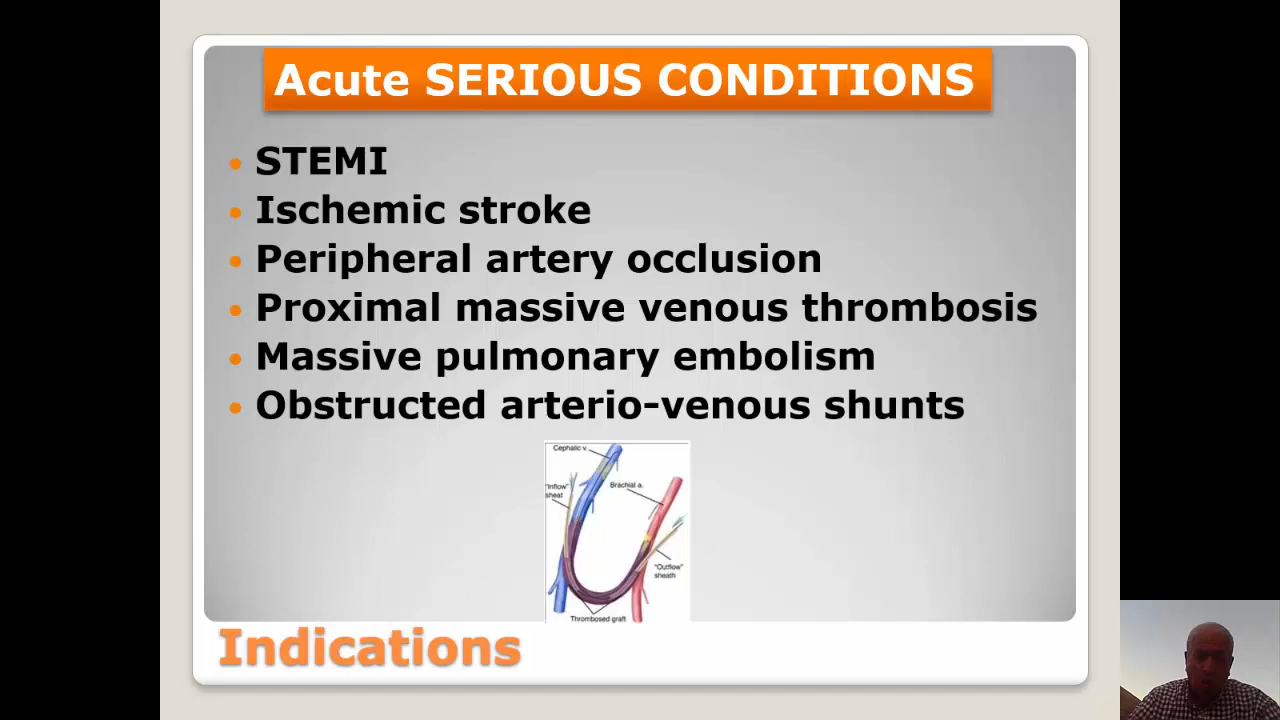 Acute SERIOUS CONDITIONS
• STEMI
• Ischemic stroke
• Peripheral artery occlusion
• Proximal massive venous thrombosis
• Massive pulmonary embolism
• Obstructed arterio-venous shunts
Cephalic v.
"Inflow"
sheat
Brachial a.
"Outflow"
sheath
Thrombosed graft
Indications